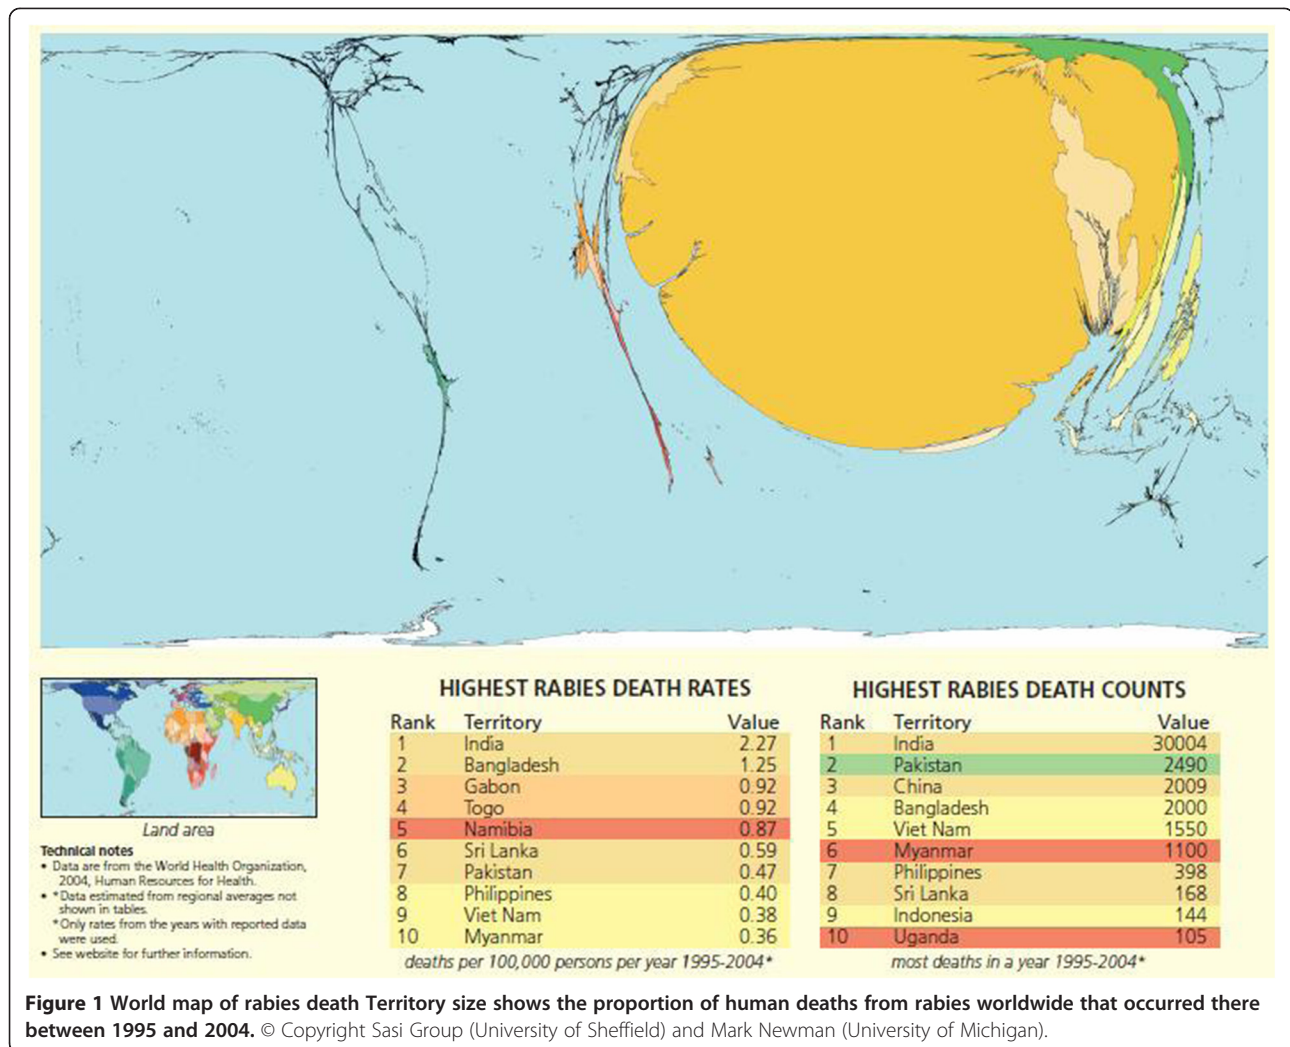 HIGHEST RABIES DEATH RATES
Rank Territory Value
1 India 2.27
2 Bangladesh 1.25
3 Gabon 0.92
4 Togo 0.92
5 Namibia 0.87
6 Sri Lanka 0.59
7 Pakistan 0.47
8 Philippines 0.40
9 Viet Nam 0.38
10 Myanmar 0.36
deaths per 100,000 persons per year 1995-2004*
HIGHEST RABIES DEATH COUNTS
Rank Territory Value
1 India 30004
2 Pakistan 2490
3 China 2009
4 Bangladesh 2000
5 Viet Nam 1550
6 Myanmar 1100
7 Philippines 398
8 Sri Lanka 168
9 Indonesia 144
10 Uganda 105
most deaths in a year 1995-2004*
Land area
Technical notes
• Data are from the World Health Organization,
2004, Human Resources for Health.
• *Data estimated from regional averages not
shown in tables.
*Only rates from the years with reported data
were used.
• See website for further information.
Figure 1 World map of rabies death Territory size shows the proportion of human deaths from rabies worldwide that occurred there
between 1995 and 2004. © Copyright Sasi Group (University of Sheffield) and Mark Newman (University of Michigan).